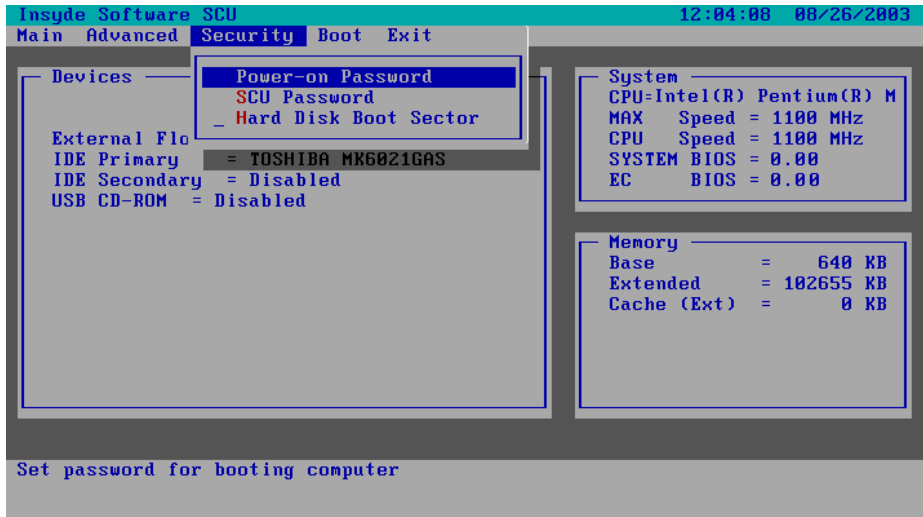 Insyde Software SCU 12:04:08 08/26/2003
Main Advanced Security Boot Exit
Power-on Password
SCU Password
_ Hard Disk Boot Sector
Devices
External Flo
IDE Primary = TOSHIBA MK6021GAS
IDE Secondary = Disabled
USB CD-ROM = Disabled
System
CPU=Intel(R) Pentium(R) M
MAX Speed = 1100 MHz
CPU Speed = 1100 MHz
SYSTEM BIOS = 0.00
EC BIOS = 0.00
Memory
Base = 640 KB
Extended = 102655 KB
Cache (Ext) = 0 KB
Set password for booting computer